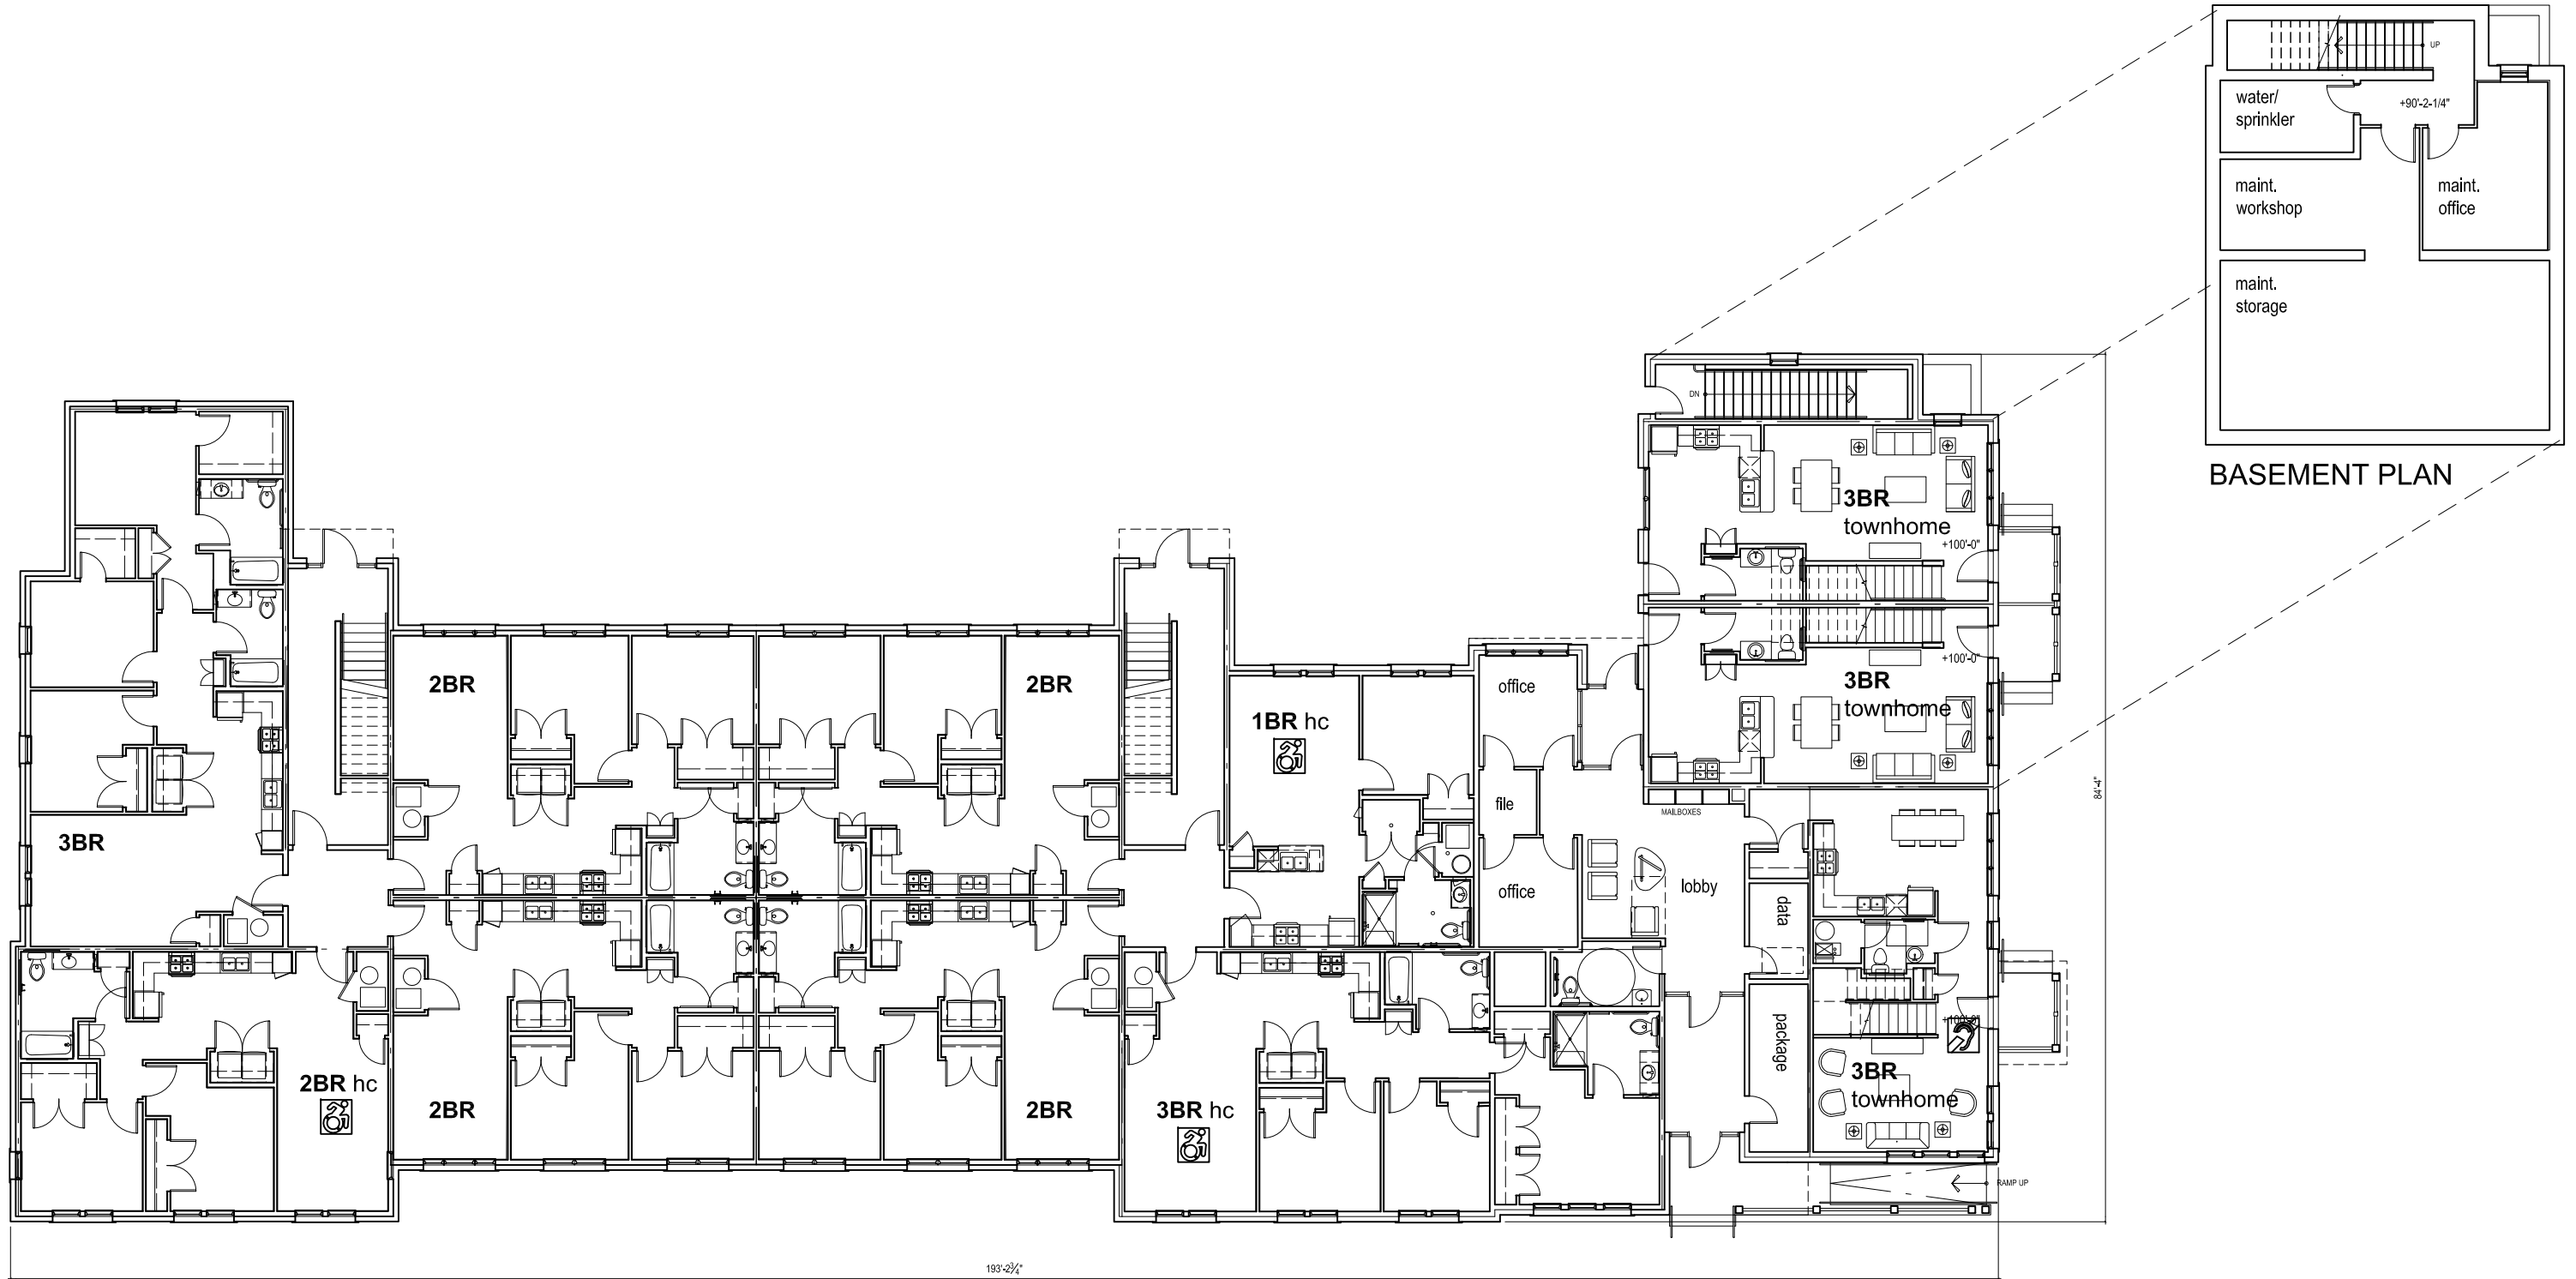 UP
water/
sprinkler
+90'-2-1/4"
maint.
workshop
maint.
office
maint.
storage
BASEMENT PLAN
DN
3BR
townhome
+100'-0"
+100'-0"
3BR
townhome
2BR
2BR
office
1BR hc
84'-4"
file
MAILBOXES
3BR
office
lobby
data
+100'-0"
package
3BR
townhome
2BR hc
2BR
2BR
3BR hc
RAMP UP
193'-2¾"